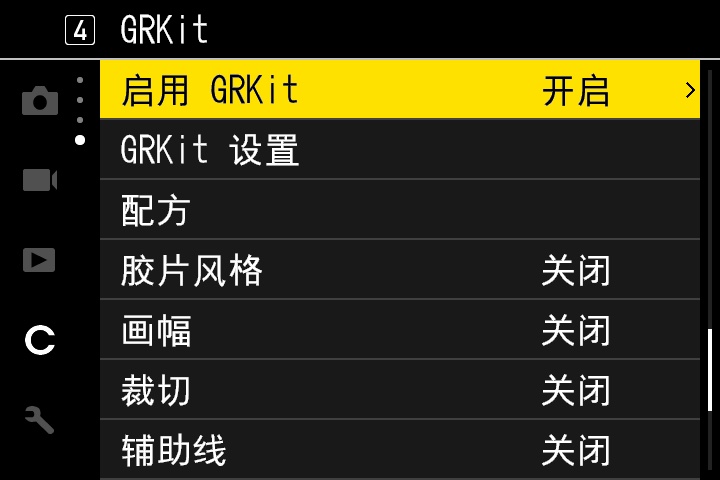 4 GRKit
启用 GRKit 开启
GRKit 设置
配方
胶片风格 关闭
画幅 关闭
裁切 关闭
辅助线 关闭